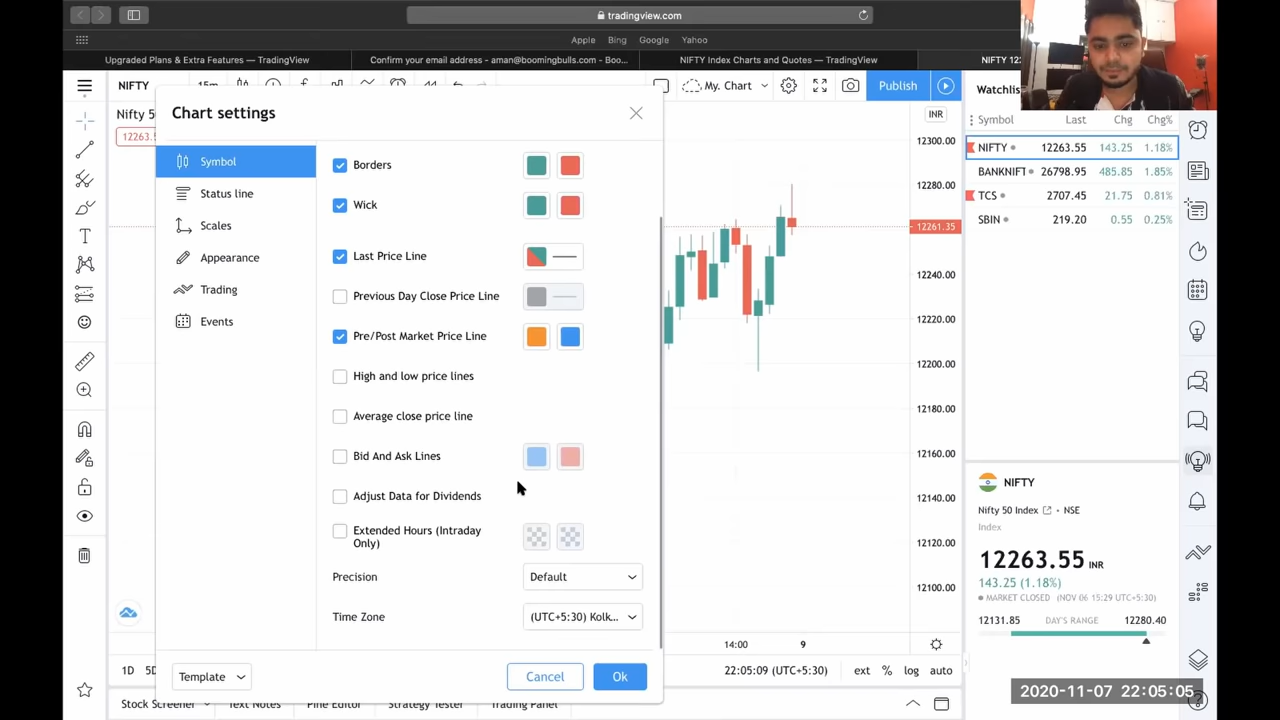 tradingview.com
Apple Bing Google Yahoo
Upgraded Plans & Extra Features — TradingView
Confirm your email address - aman@boomingbulls.com - Boo...
NIFTY Index Charts and Quotes — TradingView
NIFTY 12
NIFTY
15m
My. Chart
Publish
Watchlis
Nifty 5
12263.
INR
Symbol Last Chg Chg%
NIFTY 12263.55 143.25 1.18%
BANKNIFT 26798.95 485.85 1.85%
TCS 2707.45 21.75 0.81%
SBIN 219.20 0.55 0.25%
Chart settings
Symbol
Status line
Scales
Appearance
Trading
Events
Borders
Wick
Last Price Line
Previous Day Close Price Line
Pre/Post Market Price Line
High and low price lines
Average close price line
Bid And Ask Lines
Adjust Data for Dividends
Extended Hours (Intraday
Only)
Precision
Default
Time Zone
(UTC+5:30) Kolk...
Template
Cancel
Ok
12300.00
12280.00
12261.35
12240.00
12220.00
12200.00
12180.00
12160.00
12140.00
12120.00
12100.00
14:00 9
1D 5D
22:05:09 (UTC+5:30)
ext % log auto
Stock Screener
Text Notes
Pine Editor
Strategy Tester
Trading Panel
NIFTY
Nifty 50 Index • NSE
Index
12263.55 INR
143.25 (1.18%)
MARKET CLOSED (NOV 06 15:29 UTC+5:30)
12131.85 DAY'S RANGE 12280.40
2020-11-07 22:05:05